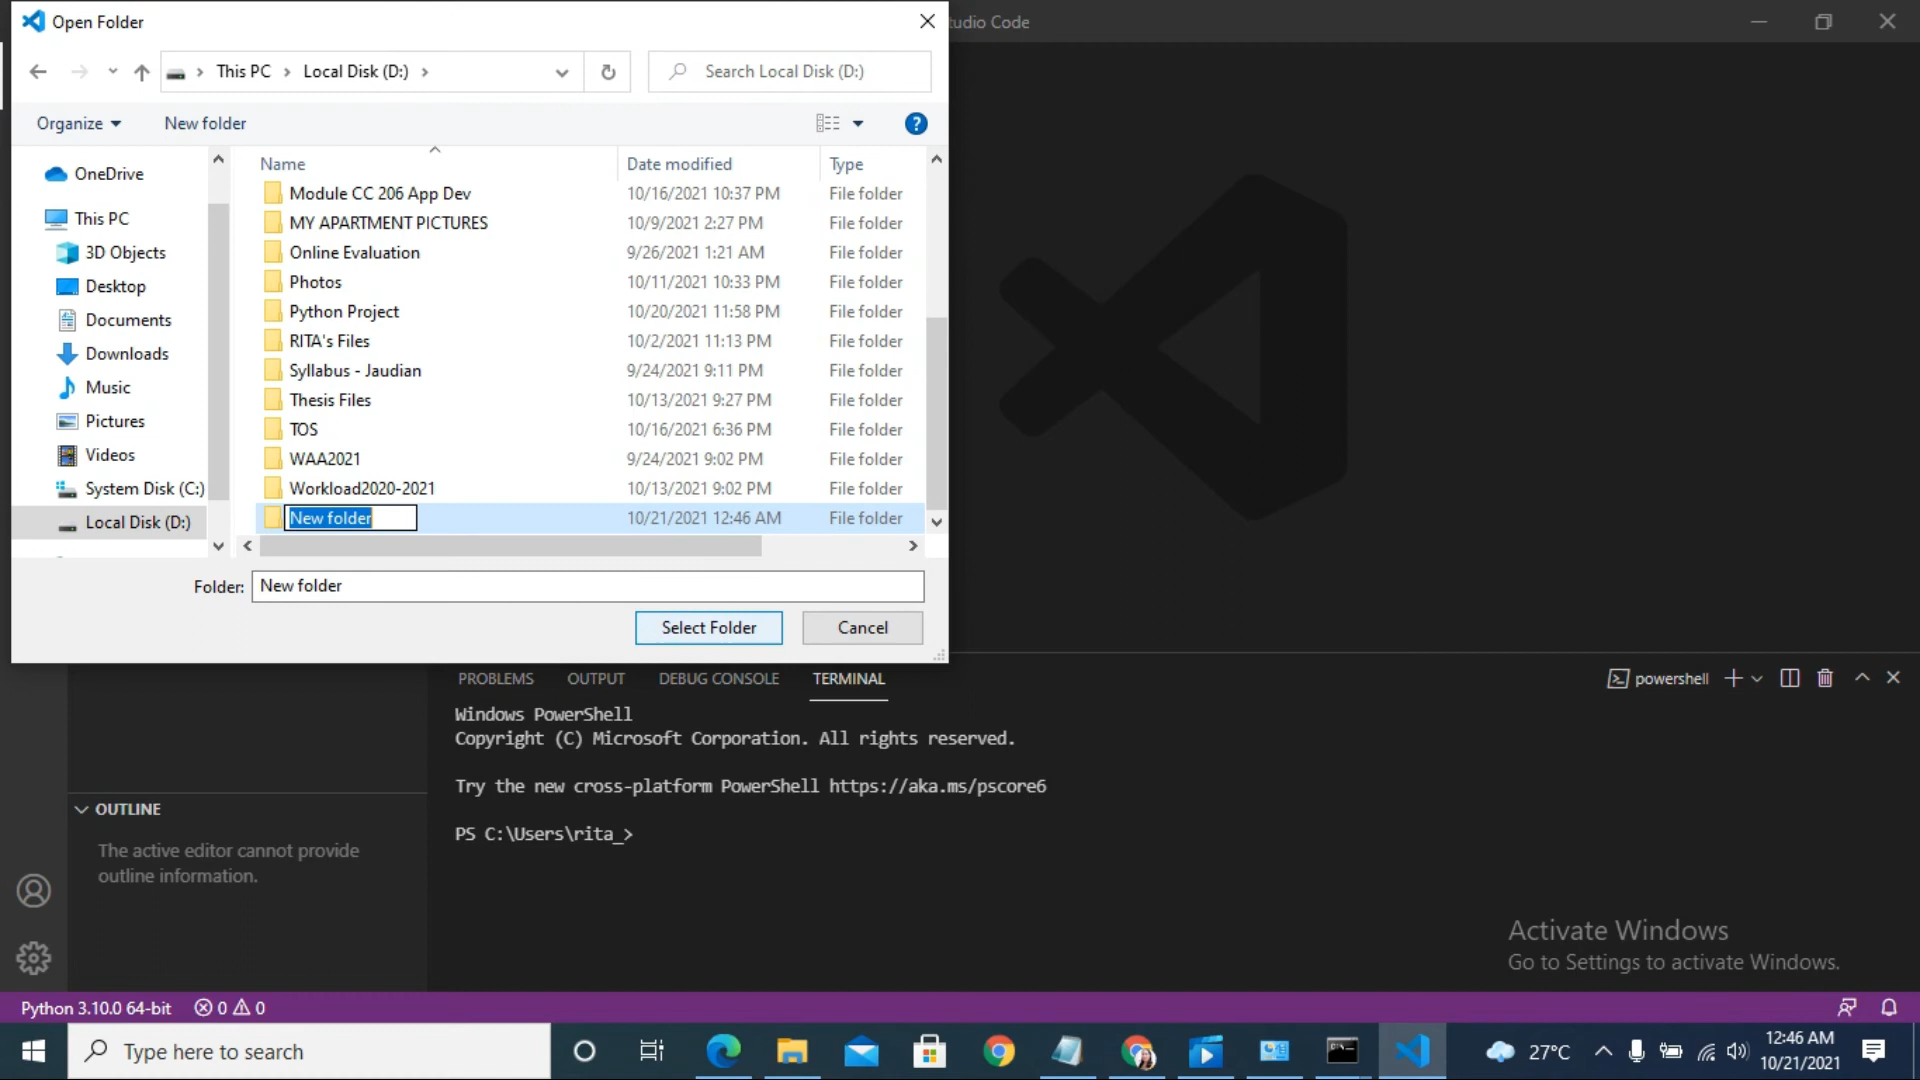 Open Folder
tudio Code
This PC > Local Disk (D:) >
Search Local Disk (D:)
Organize
New folder
OneDrive
This PC
3D Objects
Desktop
Documents
Downloads
Music
Pictures
Videos
System Disk (C:)
Local Disk (D:)
Name Date modified Type
Module CC 206 App Dev 10/16/2021 10:37 PM File folder
MY APARTMENT PICTURES 10/9/2021 2:27 PM File folder
Online Evaluation 9/26/2021 1:21 AM File folder
Photos 10/11/2021 10:33 PM File folder
Python Project 10/20/2021 11:58 PM File folder
RITA's Files 10/2/2021 11:13 PM File folder
Syllabus - Jaudian 9/24/2021 9:11 PM File folder
Thesis Files 10/13/2021 9:27 PM File folder
TOS 10/16/2021 6:36 PM File folder
WAA2021 9/24/2021 9:02 PM File folder
Workload2020-2021 10/13/2021 9:02 PM File folder
New folder 10/21/2021 12:46 AM File folder
Folder: New folder
Select Folder
Cancel
PROBLEMS OUTPUT DEBUG CONSOLE TERMINAL
powershell
Windows PowerShell
Copyright (C) Microsoft Corporation. All rights reserved.
Try the new cross-platform PowerShell https://aka.ms/pscore6
PS C:\Users\rita_>
OUTLINE
The active editor cannot provide
outline information.
Activate Windows
Go to Settings to activate Windows.
Python 3.10.0 64-bit 0 0
Type here to search
27°C
12:46 AM
10/21/2021